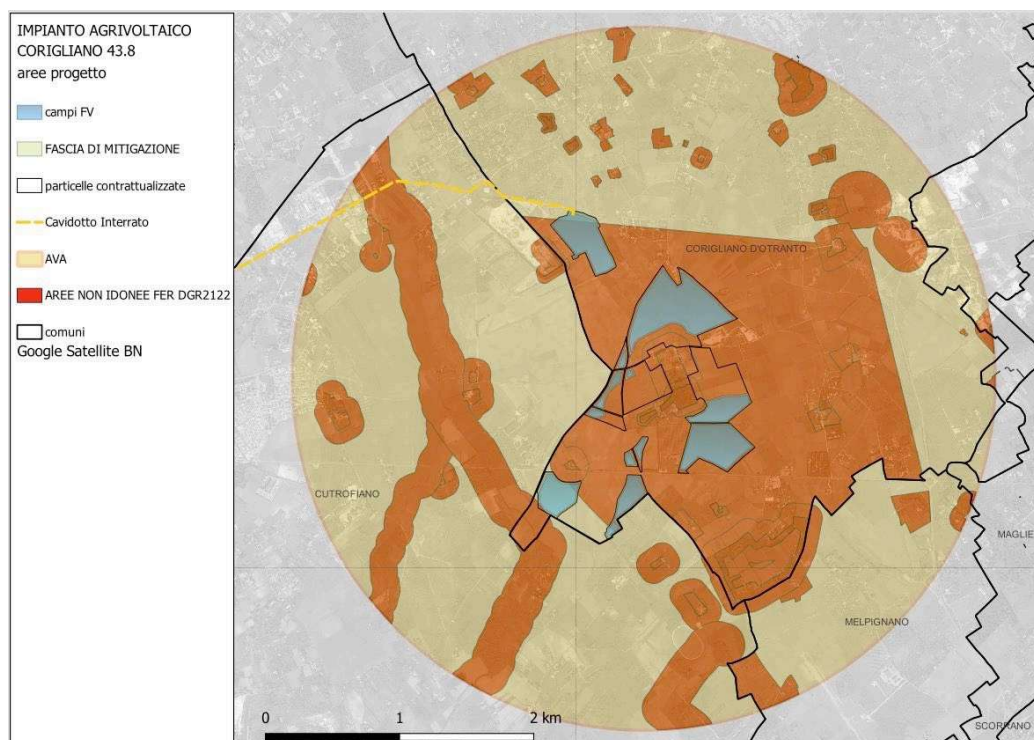 IMPIANTO AGRIVOLTAICO
CORIGLIANO 43.8
aree progetto
campi FV
FASCIA DI MITIGAZIONE
particelle contrattualizzate
Cavidotto Interrato
AVA
AREE NON IDONEE FER DGR2122
comuni
Google Satellite BN
CORIGLIANO D'OTRANTO
CUTROFIANO
MAGLIE
MELPIGNANO
SCORRANO
0 1 2 km